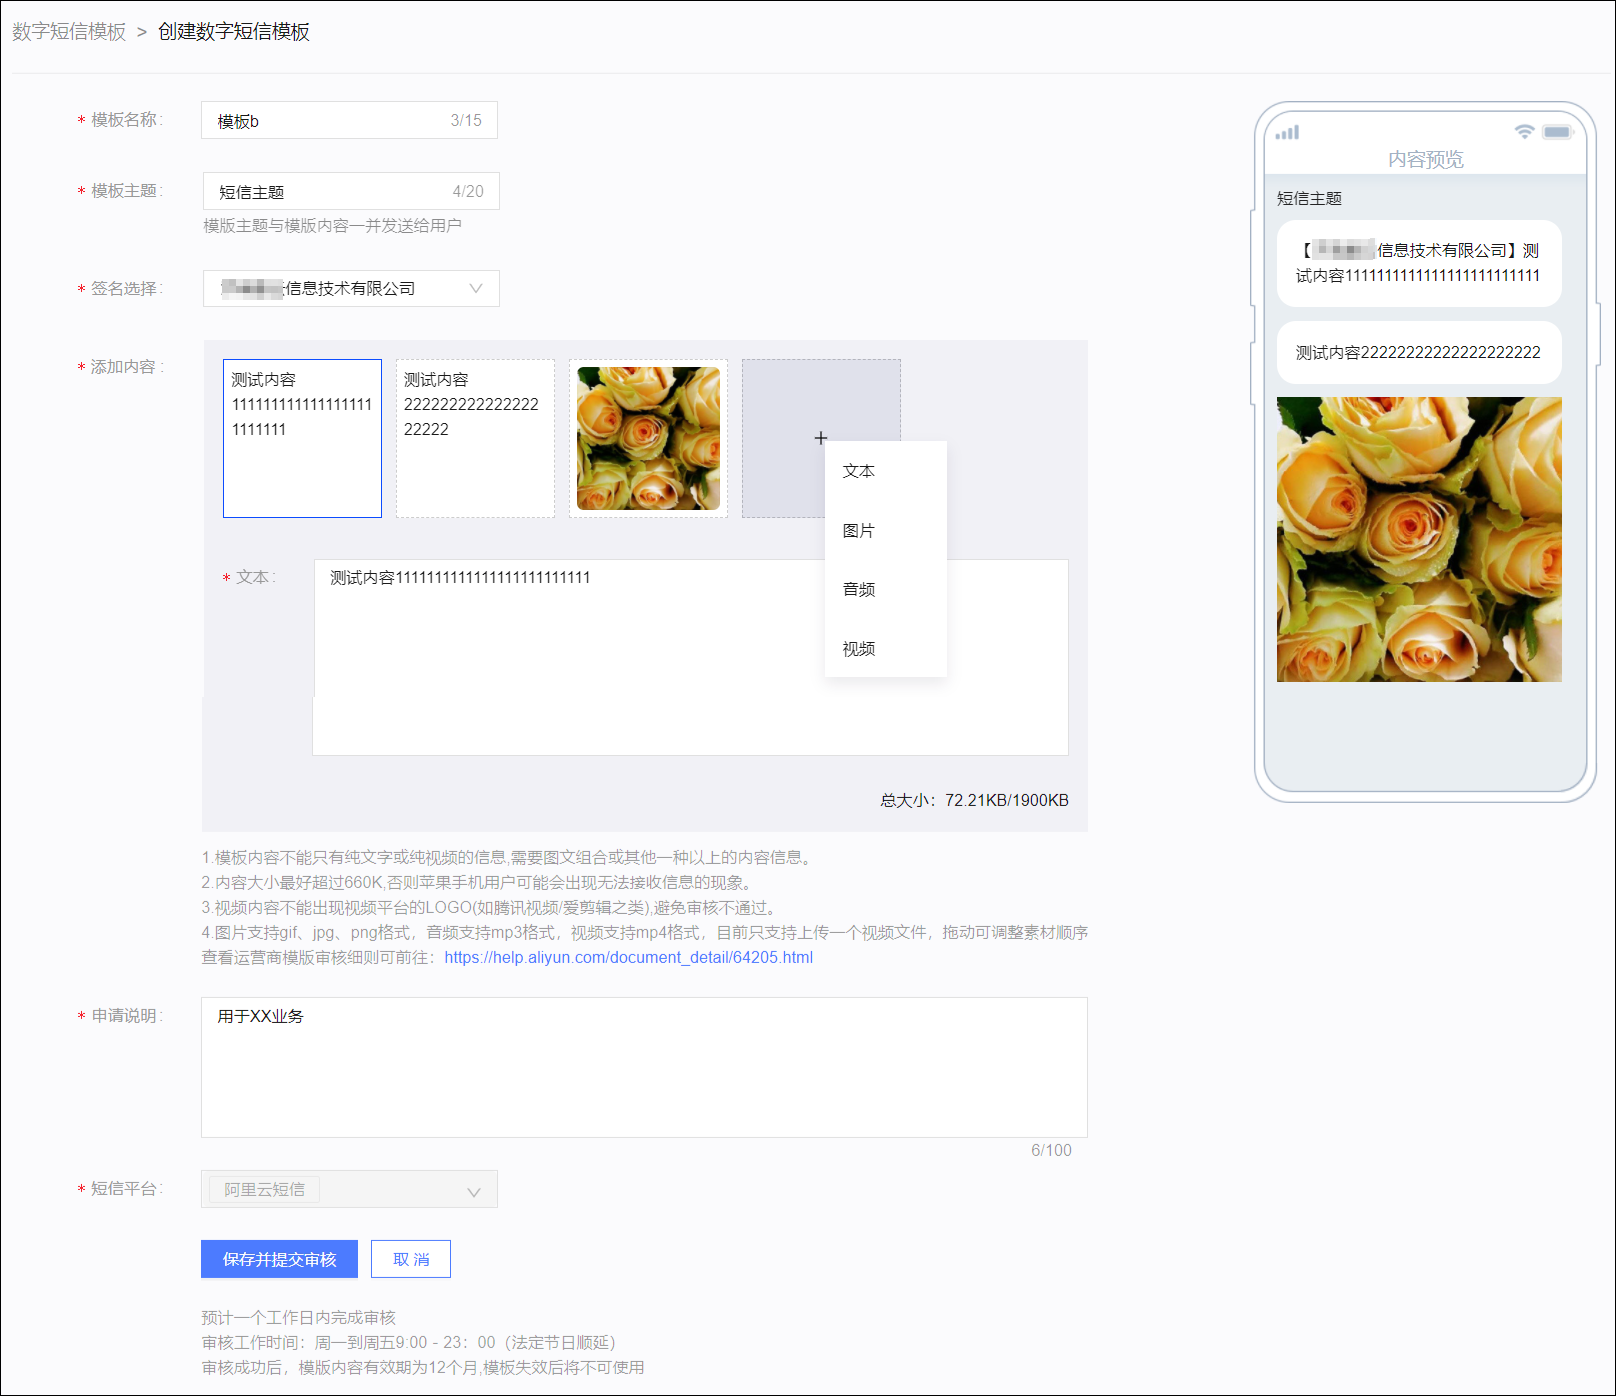 数字短信模板 > 创建数字短信模板
* 模板名称:
模板b 3/15
* 模板主题:
短信主题 4/20
模版主题与模版内容一并发送给用户
* 签名选择:
信息技术有限公司
* 添加内容:
测试内容
111111111111111111
1111111
测试内容
222222222222222
22222
+
文本
图片
音频
视频
* 文本:
测试内容1111111111111111111111111
总大小：72.21KB/1900KB
1.模板内容不能只有纯文字或纯视频的信息,需要图文组合或其他一种以上的内容信息。
2.内容大小最好超过660K,否则苹果手机用户可能会出现无法接收信息的现象。
3.视频内容不能出现视频平台的LOGO(如腾讯视频/爱剪辑之类),避免审核不通过。
4.图片支持gif、jpg、png格式，音频支持mp3格式，视频支持mp4格式，目前只支持上传一个视频文件，拖动可调整素材顺序
查看运营商模版审核细则可前往：https://help.aliyun.com/document_detail/64205.html
* 申请说明:
用于XX业务
6/100
* 短信平台:
阿里云短信
保存并提交审核
取 消
预计一个工作日内完成审核
审核工作时间：周一到周五9:00 - 23：00（法定节日顺延）
审核成功后，模版内容有效期为12个月,模板失效后将不可使用
内容预览
短信主题
【信息技术有限公司】测
试内容1111111111111111111111111
测试内容22222222222222222222